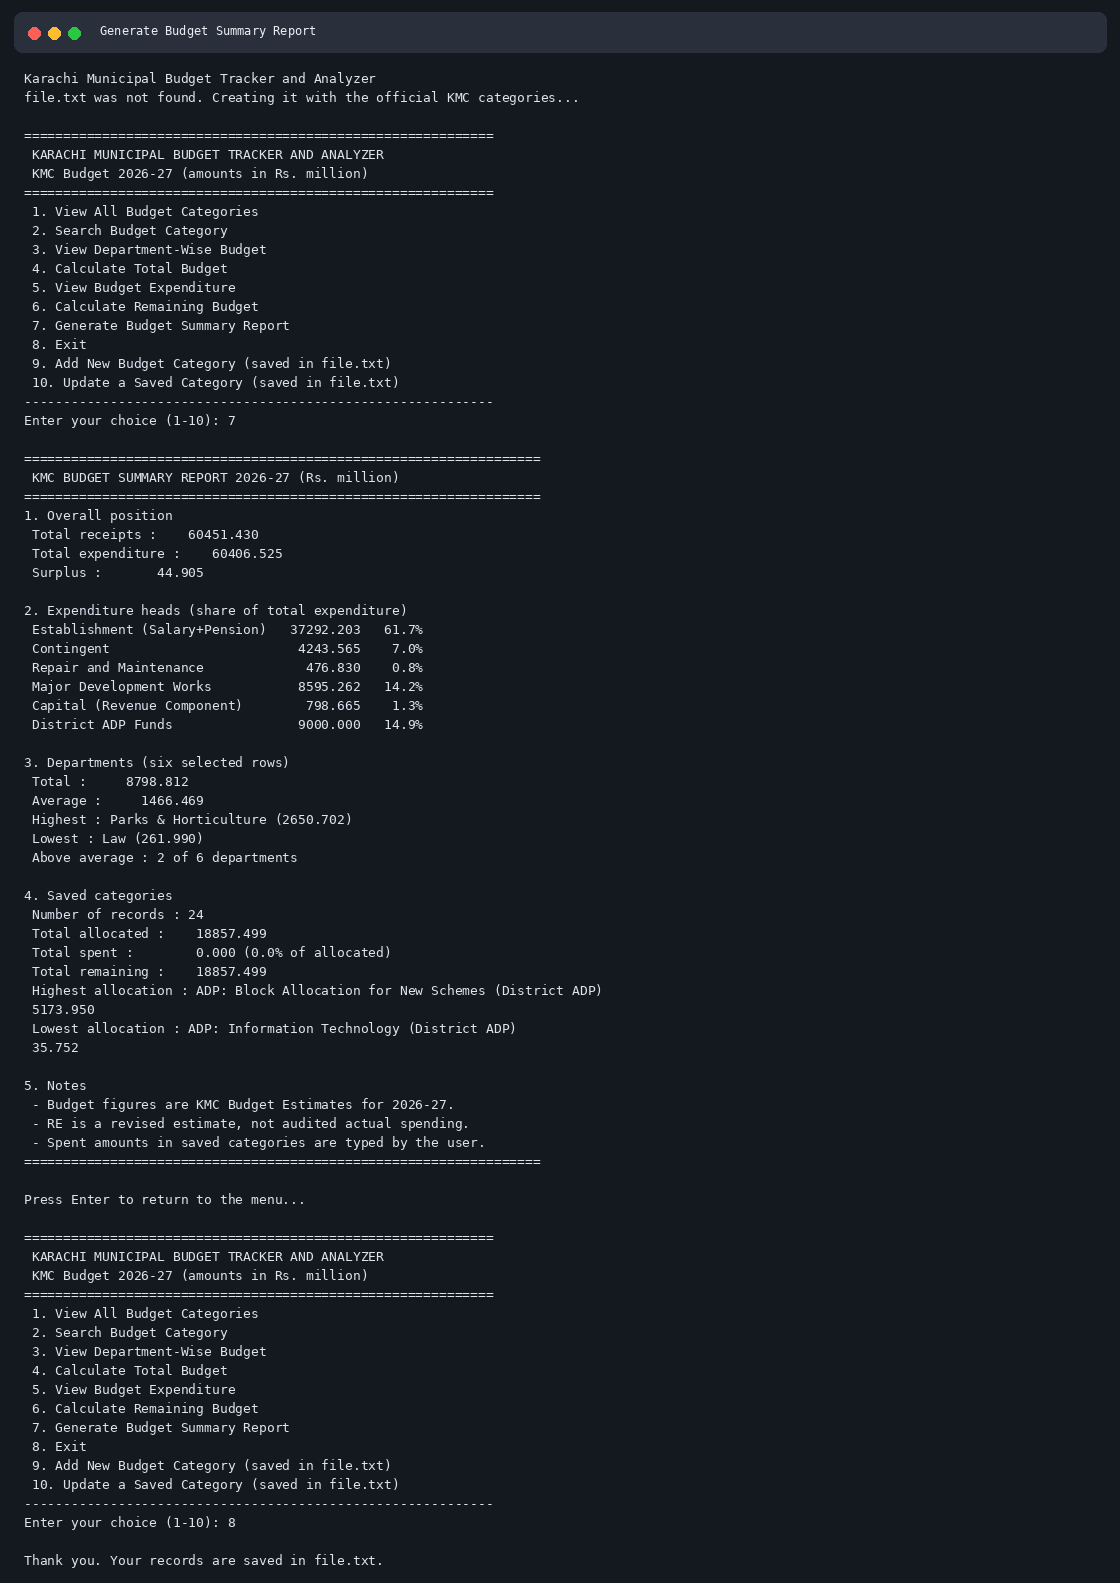 Generate Budget Summary Report
Karachi Municipal Budget Tracker and Analyzer
file.txt was not found. Creating it with the official KMC categories...
============================================================
 KARACHI MUNICIPAL BUDGET TRACKER AND ANALYZER
 KMC Budget 2026-27 (amounts in Rs. million)
============================================================
 1. View All Budget Categories
 2. Search Budget Category
 3. View Department-Wise Budget
 4. Calculate Total Budget
 5. View Budget Expenditure
 6. Calculate Remaining Budget
 7. Generate Budget Summary Report
 8. Exit
 9. Add New Budget Category (saved in file.txt)
 10. Update a Saved Category (saved in file.txt)
------------------------------------------------------------
Enter your choice (1-10): 7
==================================================================
 KMC BUDGET SUMMARY REPORT 2026-27 (Rs. million)
==================================================================
1. Overall position
 Total receipts :    60451.430
 Total expenditure :    60406.525
 Surplus :       44.905
2. Expenditure heads (share of total expenditure)
 Establishment (Salary+Pension)   37292.203   61.7%
 Contingent                        4243.565    7.0%
 Repair and Maintenance             476.830    0.8%
 Major Development Works           8595.262   14.2%
 Capital (Revenue Component)        798.665    1.3%
 District ADP Funds                9000.000   14.9%
3. Departments (six selected rows)
 Total :     8798.812
 Average :     1466.469
 Highest : Parks & Horticulture (2650.702)
 Lowest : Law (261.990)
 Above average : 2 of 6 departments
4. Saved categories
 Number of records : 24
 Total allocated :    18857.499
 Total spent :        0.000 (0.0% of allocated)
 Total remaining :    18857.499
 Highest allocation : ADP: Block Allocation for New Schemes (District ADP)
 5173.950
 Lowest allocation : ADP: Information Technology (District ADP)
 35.752
5. Notes
 - Budget figures are KMC Budget Estimates for 2026-27.
 - RE is a revised estimate, not audited actual spending.
 - Spent amounts in saved categories are typed by the user.
==================================================================
Press Enter to return to the menu...
============================================================
 KARACHI MUNICIPAL BUDGET TRACKER AND ANALYZER
 KMC Budget 2026-27 (amounts in Rs. million)
============================================================
 1. View All Budget Categories
 2. Search Budget Category
 3. View Department-Wise Budget
 4. Calculate Total Budget
 5. View Budget Expenditure
 6. Calculate Remaining Budget
 7. Generate Budget Summary Report
 8. Exit
 9. Add New Budget Category (saved in file.txt)
 10. Update a Saved Category (saved in file.txt)
------------------------------------------------------------
Enter your choice (1-10): 8
Thank you. Your records are saved in file.txt.